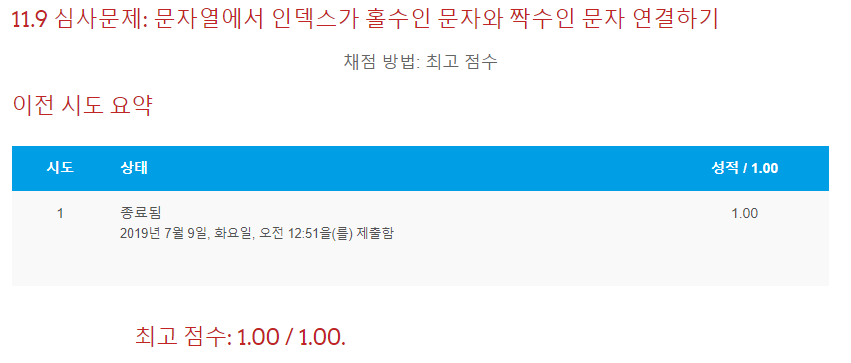 11.9 심사문제: 문자열에서 인덱스가 홀수인 문자와 짝수인 문자 연결하기
채점 방법: 최고 점수
이전 시도 요약
시도 상태 성적 / 1.00
1 종료됨 1.00
2019년 7월 9일, 화요일, 오전 12:51을(를) 제출함
최고 점수: 1.00 / 1.00.